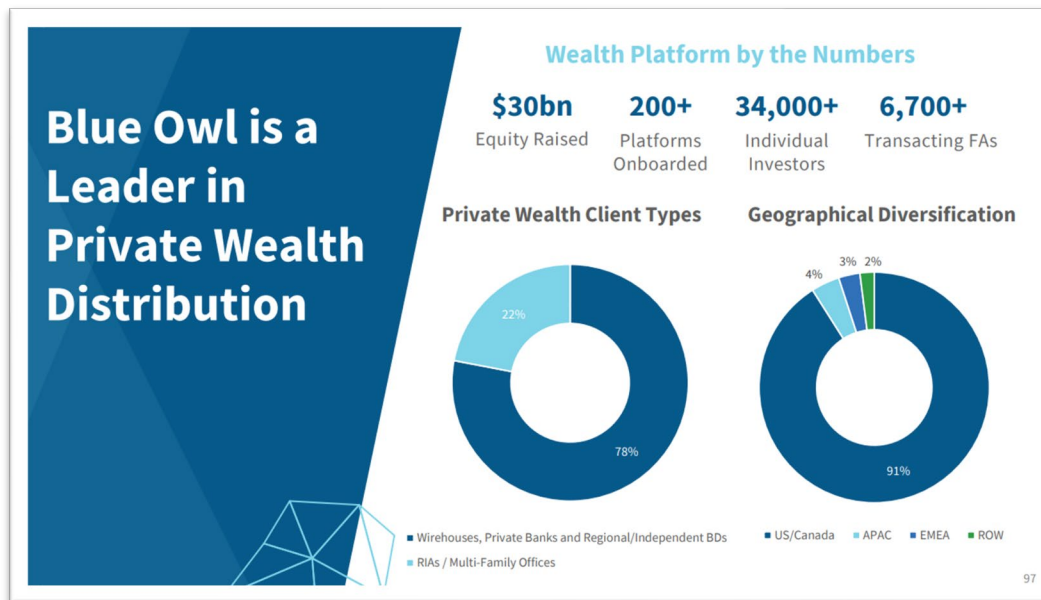 Blue Owl is a
Leader in
Private Wealth
Distribution
Wealth Platform by the Numbers
$30bn
Equity Raised
200+
Platforms
Onboarded
34,000+
Individual
Investors
6,700+
Transacting FAs
Private Wealth Client Types
22%
78%
Wirehouses, Private Banks and Regional/Independent BDs
RIAs / Multi-Family Offices
Geographical Diversification
4%
3%
2%
91%
US/Canada
APAC
EMEA
ROW
97